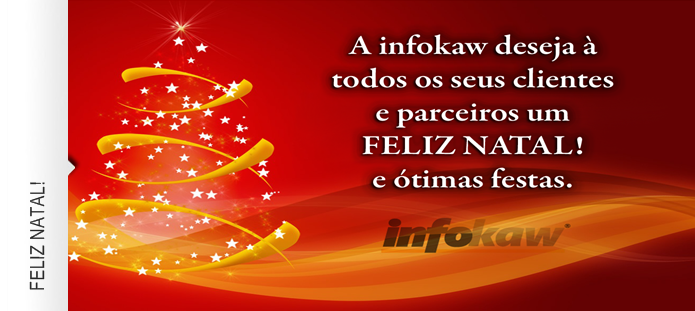 A infokaw deseja à
todos os seus clientes
e parceiros um
FELIZ NATAL!
e ótimas festas.
infokaw
FELIZ NATAL!